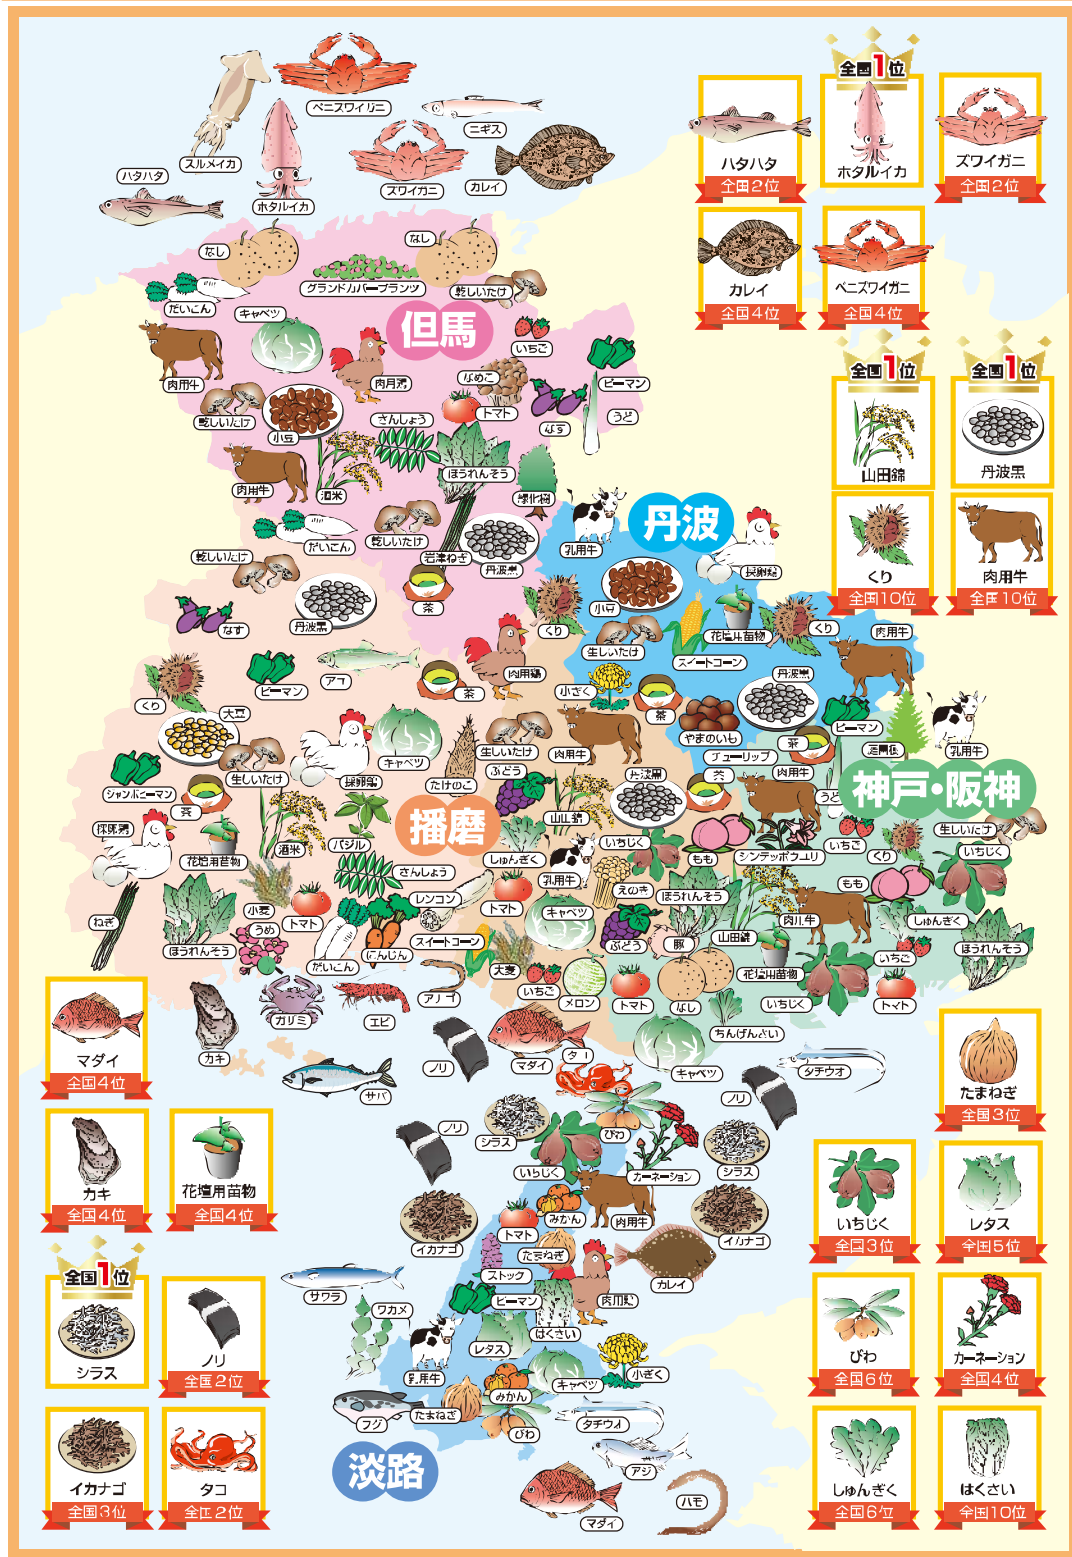 ベニズワイガニ
スルメイカ
ニギス
ズワイガニ
カレイ
ハタハタ
ホタルイカ
ハタハタ
全国2位
全国1位
ホタルイカ
ズワイガニ
全国2位
カレイ
全国4位
ベニズワイガニ
全国4位
全国1位
山田錦
全国1位
丹波黒
くり
全国10位
肉用牛
全国10位
なし
なし
グランドカバープランツ
乾しいたけ
だいこん
キャベツ
但馬
いちご
肉用牛
肉用鶏
なめこ
ピーマン
乾しいたけ
小豆
さんしょう
トマト
なす
うど
肉用牛
酒米
ほうれんそう
緑化樹
だいこん
乾しいたけ
岩津ねぎ
丹波黒
乳用牛
丹波
採卵鶏
乾しいたけ
茶
小豆
くり
花壇用苗物
くり
肉用牛
なす
丹波黒
生しいたけ
スイートコーン
ピーマン
アユ
茶
肉用鶏
小ぎく
茶
丹波黒
くり
大豆
やまのいも
ピーマン
キャベツ
生しいたけ
肉用牛
チューリップ
茶
乳用牛
シャンボピーマン
生しいたけ
採卵鶏
たけのこ
ぶどう
丹波黒
茶
肉用牛
うど
神戸・阪神
茶
播磨
山田錦
採卵鶏
花壇用苗物
酒米
バジル
しゅんぎく
いちじく
もも
シンテッポウユリ
いちご
くり
生しいたけ
いちじく
さんしょう
乳用牛
えのき
ほうれんそう
もも
ねぎ
小麦
トマト
レンコン
トマト
キャベツ
ぶどう
豚
山田錦
肉用牛
しゅんぎく
ほうれんそう
うめ
だいこん
にんじん
スイートコーン
大麦
花壇用苗物
いちご
ほうれんそう
アナゴ
いちご
メロン
トマト
なし
いちじく
トマト
カキ
ガザミ
エビ
ちんげんさい
ノリ
マダイ
タコ
キャベツ
タチウオ
サバ
マダイ
全国4位
カキ
全国4位
花壇用苗物
全国4位
全国1位
シラス
ノリ
全国2位
イカナゴ
全国3位
タコ
全国2位
ノリ
シラス
びわ
ノリ
シラス
いちじく
カーネーション
イカナゴ
トマト
みかん
肉用牛
イカナゴ
たまねぎ
ストック
カレイ
サワラ
ワカメ
ピーマン
肉用鶏
はくさい
レタス
乳用牛
キャベツ
小ぎく
みかん
フグ
たまねぎ
びわ
タチウオ
淡路
アジ
マダイ
ハモ
たまねぎ
全国3位
いちじく
全国3位
レタス
全国5位
びわ
全国6位
カーネーション
全国4位
しゅんぎく
全国6位
はくさい
全国10位